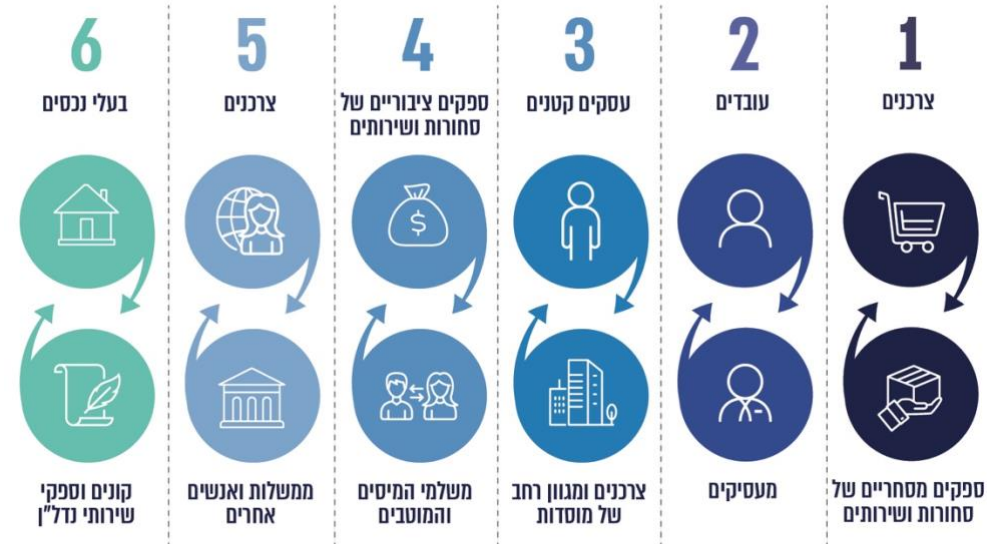 1
צרכנים
ספקים מסחריים של
סחורות ושירותים
2
עובדים
מעסיקים
3
עסקים קטנים
צרכנים ומגוון רחב
של מוסדות
4
ספקים ציבוריים של
סחורות ושירותים
$
משלמי המיסים
והמוטבים
5
צרכנים
ממשלות ואנשים
אחרים
6
בעלי נכסים
קונים וספקי
שירותי נדל"ן